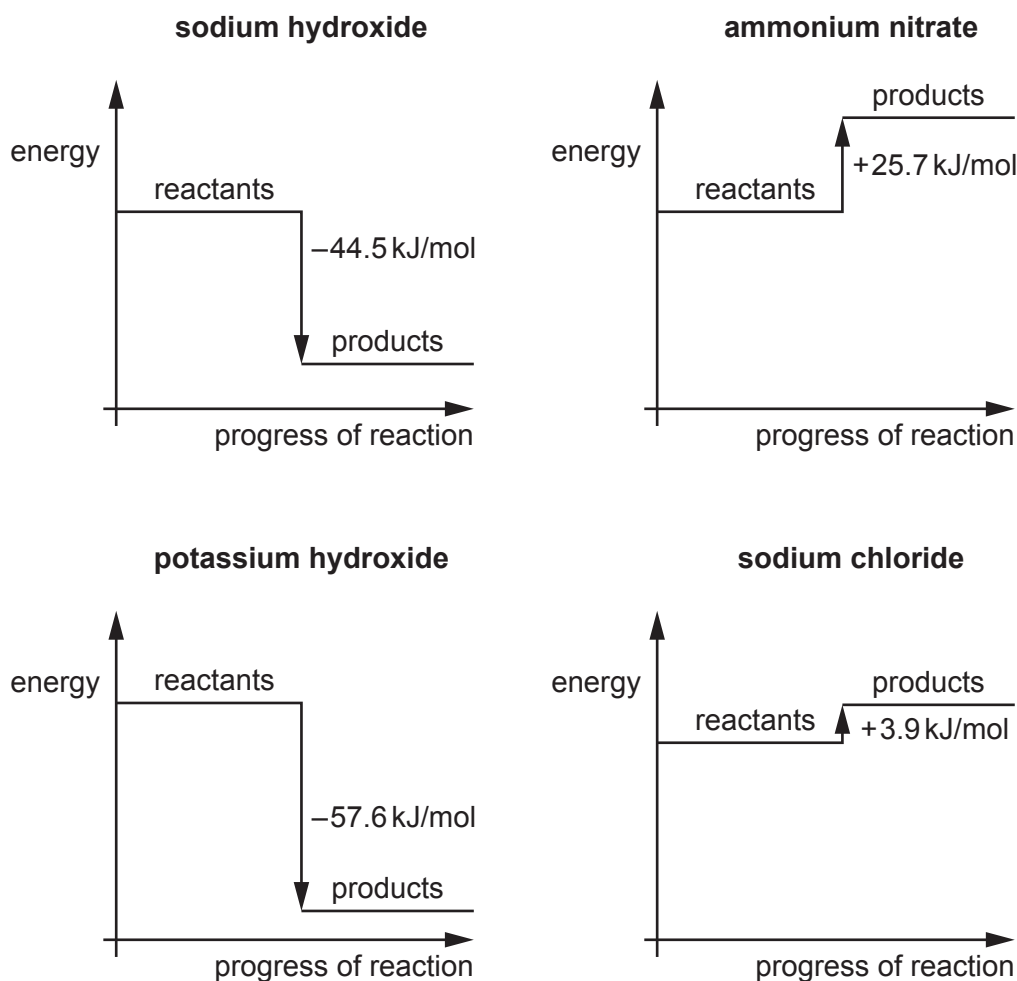 sodium hydroxide
energy
reactants
–44.5 kJ/mol
products
progress of reaction
ammonium nitrate
energy
products
+25.7 kJ/mol
reactants
progress of reaction
potassium hydroxide
energy
reactants
–57.6 kJ/mol
products
progress of reaction
sodium chloride
energy
products
reactants
+3.9 kJ/mol
progress of reaction